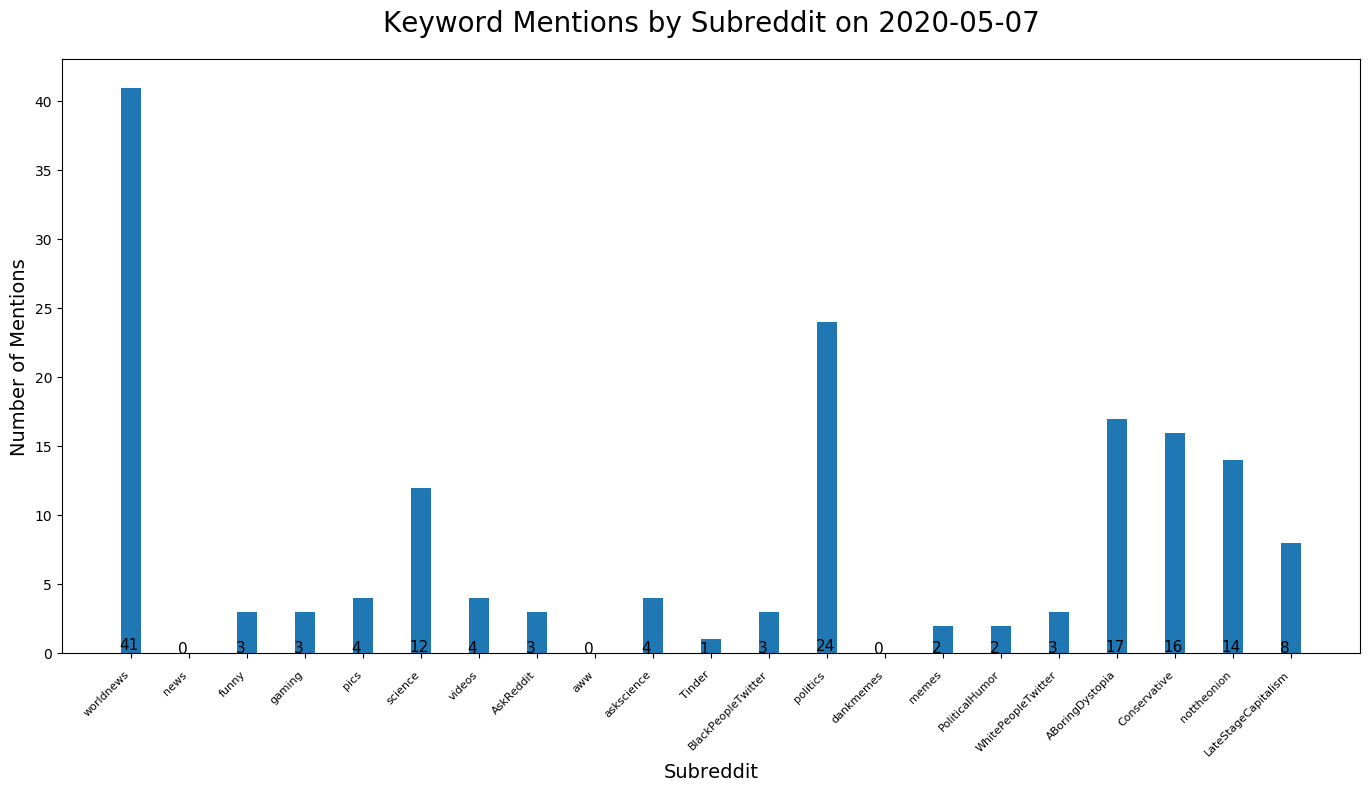 Keyword Mentions by Subreddit on 2020-05-07
Number of Mentions
40
35
30
25
20
15
10
5
0
41
0
3
3
4
12
4
3
0
4
1
3
24
0
2
2
3
17
16
14
8
worldnews
news
funny
gaming
pics
science
videos
AskReddit
aww
askscience
Tinder
BlackPeopleTwitter
politics
dankmemes
memes
PoliticalHumor
WhitePeopleTwitter
ABoringDystopia
Conservative
nottheonion
LateStageCapitalism
Subreddit